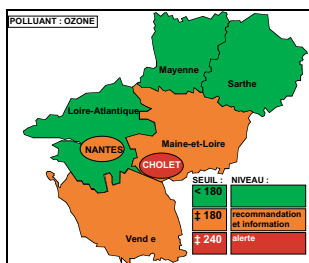 POLLUANT : OZONE
Mayenne
Sarthe
Loire-Atlantique
NANTES
Maine-et-Loire
CHOLET
SEUIL : NIVEAU :
< 180
‡ 180 recommandation
et information
‡ 240 alerte
Vend e